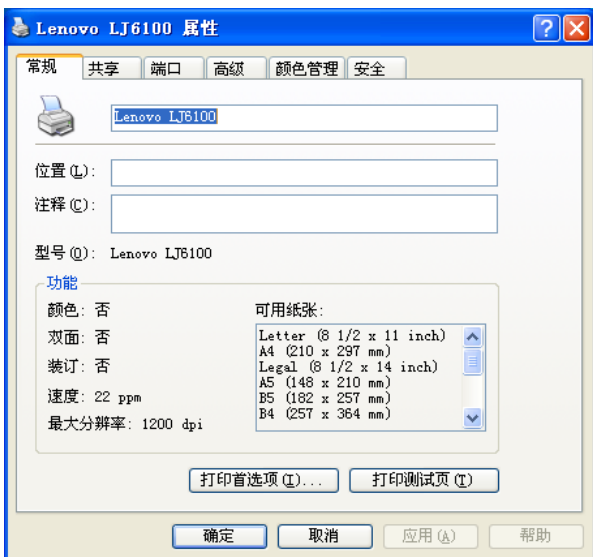 Lenovo LJ6100 属性
常规 共享 端口 高级 颜色管理 安全
Lenovo LJ6100
位置(L):
注释(C):
型号(O): Lenovo LJ6100
功能
颜色: 否
双面: 否
装订: 否
速度: 22 ppm
最大分辨率: 1200 dpi
可用纸张:
Letter (8 1/2 x 11 inch)
A4 (210 x 297 mm)
Legal (8 1/2 x 14 inch)
A5 (148 x 210 mm)
B5 (182 x 257 mm)
B4 (257 x 364 mm)
打印首选项(I)... 打印测试页(T)
确定 取消 应用(A) 帮助